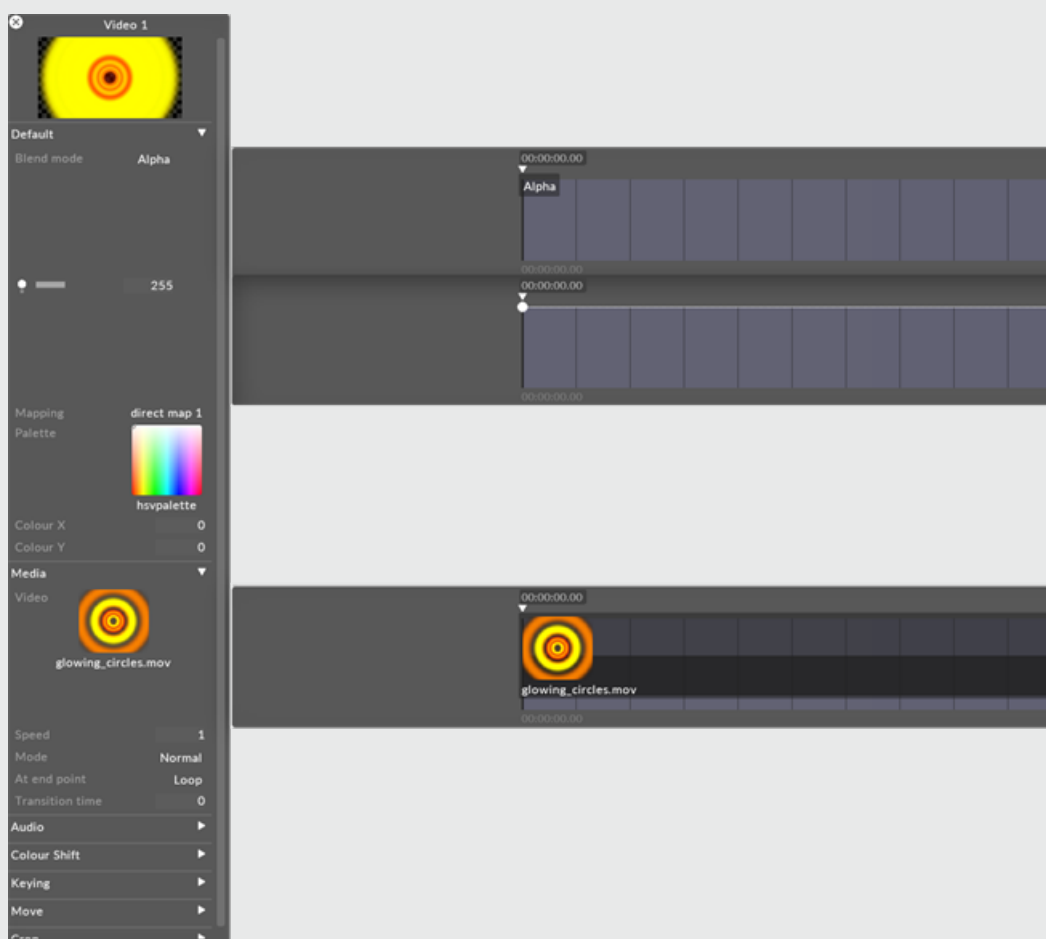 Video 1
Default
Blend mode Alpha
00:00:00.00
Alpha
00:00:00.00
255
00:00:00.00
00:00:00.00
Mapping direct map 1
Palette
hsvpalette
Colour X 0
Colour Y 0
Media
Video
glowing_circles.mov
00:00:00.00
glowing_circles.mov
00:00:00.00
Speed 1
Mode Normal
At end point Loop
Transition time 0
Audio
Colour Shift
Keying
Move
Crop